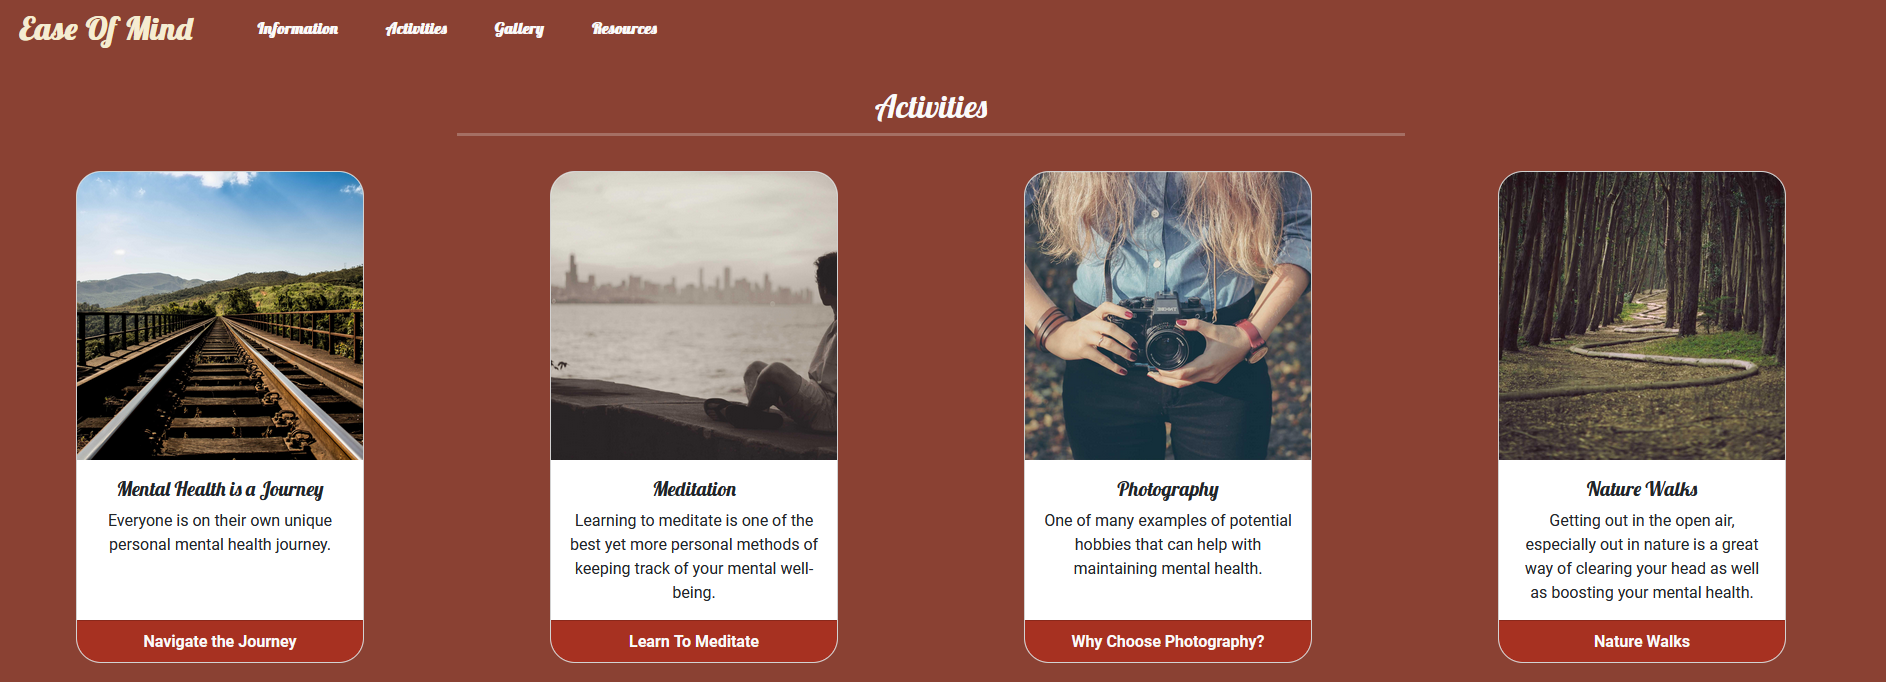 Ease Of Mind
Information
Activities
Gallery
Resources
Activities
Mental Health is a Journey
Everyone is on their own unique
personal mental health journey.
Navigate the Journey
Meditation
Learning to meditate is one of the
best yet more personal methods of
keeping track of your mental well-
being.
Learn To Meditate
Photography
One of many examples of potential
hobbies that can help with
maintaining mental health.
Why Choose Photography?
Nature Walks
Getting out in the open air,
especially out in nature is a great
way of clearing your head as well
as boosting your mental health.
Nature Walks